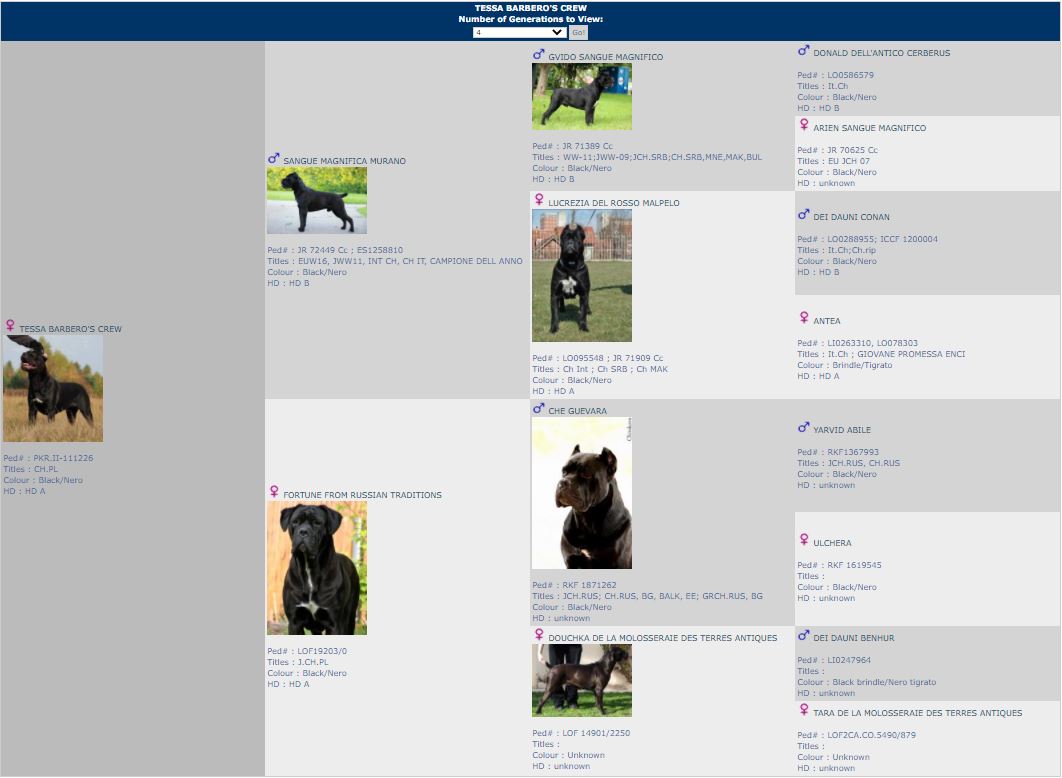 TESSA BARBERO'S CREW
Number of Generations to View:
4 Go!
TESSA BARBERO'S CREW
Ped# : PKR.II-111226
Titles : CH.PL
Colour : Black/Nero
HD : HD A
SANGUE MAGNIFICA MURANO
Ped# : JR 72449 Cc ; ES1258810
Titles : EUW16, JWW11, INT CH, CH IT, CAMPIONE DELL ANNO
Colour : Black/Nero
HD : HD B
FORTUNE FROM RUSSIAN TRADITIONS
Ped# : LOF19203/0
Titles : J.CH.PL
Colour : Black/Nero
HD : HD A
GVIDO SANGUE MAGNIFICO
Ped# : JR 71389 Cc
Titles : WW-11;JWW-09;JCH.SRB;CH.SRB,MNE,MAK,BUL
Colour : Black/Nero
HD : HD B
LUCREZIA DEL ROSSO MALPELO
Ped# : LO095548 ; JR 71909 Cc
Titles : Ch Int ; Ch SRB ; Ch MAK
Colour : Black/Nero
HD : HD A
CHE GUEVARA
Ped# : RKF 1871262
Titles : JCH.RUS; CH.RUS, BG, BALK, EE; GRCH.RUS, BG
Colour : Black/Nero
HD : unknown
DOUCHKA DE LA MOLOSSERAIE DES TERRES ANTIQUES
Ped# : LOF 14901/2250
Titles :
Colour : Unknown
HD : unknown
DONALD DELL'ANTICO CERBERUS
Ped# : LO0586579
Titles : It.Ch
Colour : Black/Nero
HD : HD B
ARIEN SANGUE MAGNIFICO
Ped# : JR 70625 Cc
Titles : EU JCH 07
Colour : Black/Nero
HD : unknown
DEI DAUNI CONAN
Ped# : LO0288955; ICCF 1200004
Titles : It.Ch;Ch.rip
Colour : Black/Nero
HD : HD B
ANTEA
Ped# : LI0263310, LO078303
Titles : It.Ch ; GIOVANE PROMESSA ENCI
Colour : Brindle/Tigrato
HD : HD A
YARVID ABILE
Ped# : RKF1367993
Titles : JCH.RUS, CH.RUS
Colour : Black/Nero
HD : unknown
ULCHERA
Ped# : RKF 1619545
Titles :
Colour : Black/Nero
HD : unknown
DEI DAUNI BENHUR
Ped# : LI0247964
Titles :
Colour : Black brindle/Nero tigrato
HD : unknown
TARA DE LA MOLOSSERAIE DES TERRES ANTIQUES
Ped# : LOF2CA.CO.5490/879
Titles :
Colour : Unknown
HD : unknown